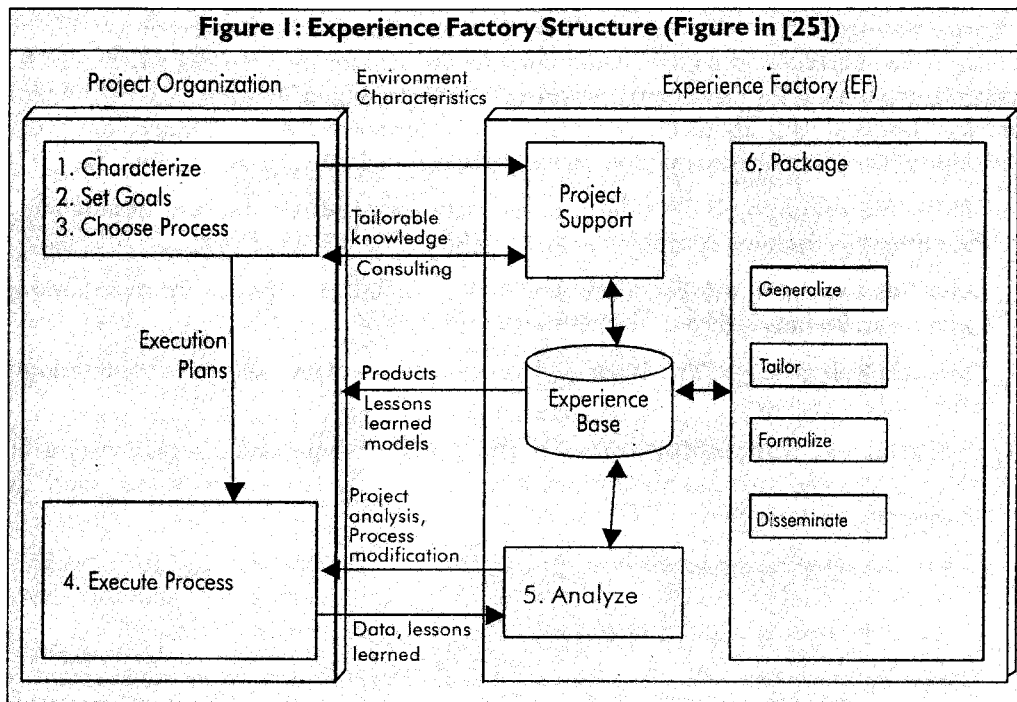 Figure 1: Experience Factory Structure (Figure in [25])
Project Organization
Environment
Characteristics
Experience Factory (EF)
1. Characterize
2. Set Goals
3. Choose Process
Project
Support
6. Package
Tailorable
knowledge
Consulting
Generalize
Execution
Plans
Products
Lessons
learned
models
Experience
Base
Tailor
Formalize
Disseminate
Project
analysis,
Process
modification
4. Execute Process
5. Analyze
Data, lessons
learned